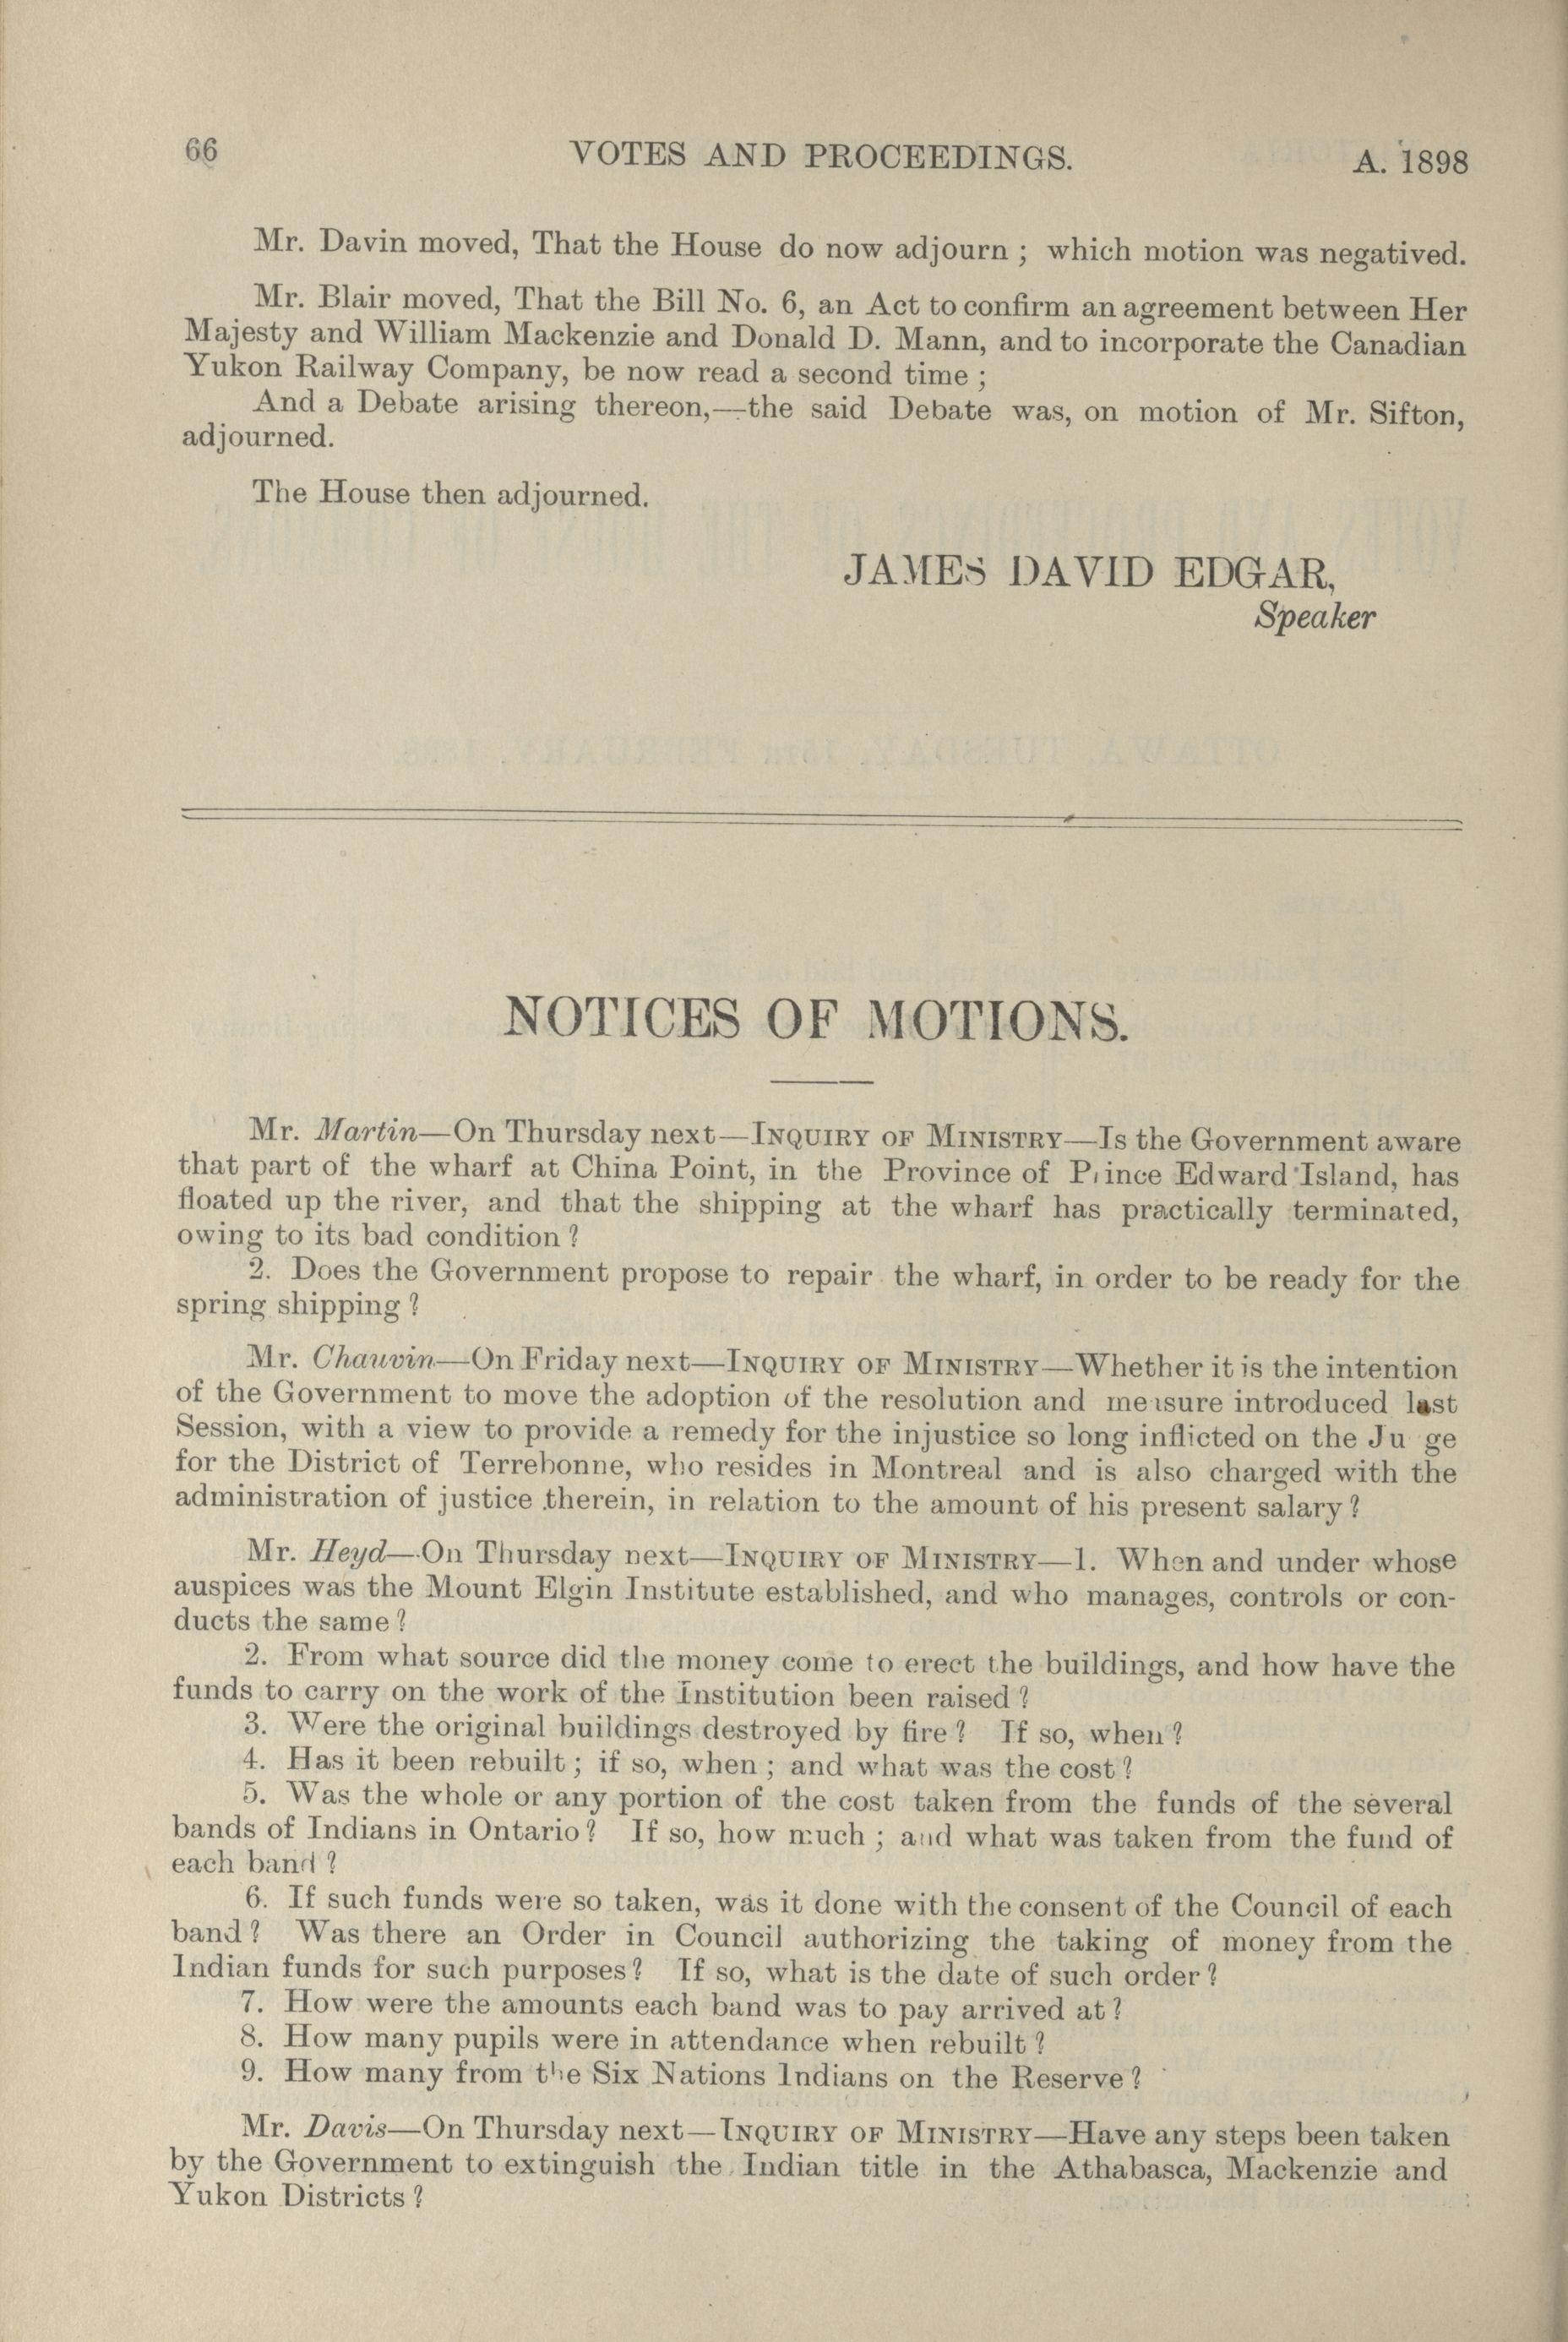 66 VOTES AND PROCEEDINGS. A. 1898
Mr. Davin moved, That the House do now adjourn ; which motion was negatived.
Mr. Blair moved, That the Bill No. 6, an Act to confirm an agreement between Her
Majesty and William Mackenzie and Donald D. Mann, and to incorporate the Canadian
Yukon Railway Company, be now read a second time ;
And a Debate arising thereon,—the said Debate was, on motion of Mr. Sifton,
adjourned.
The House then adjourned.
JAMES DAVID EDGAR,
Speaker
NOTICES OF MOTIONS.
Mr. Martin—On Thursday next—INQUIRY OF MINISTRY—Is the Government aware
that part of the wharf at China Point, in the Province of Prince Edward Island, has
floated up the river, and that the shipping at the wharf has practically terminated,
owing to its bad condition ?
2. Does the Government propose to repair the wharf, in order to be ready for the
spring shipping ?
Mr. Chauvin—On Friday next—INQUIRY OF MINISTRY—Whether it is the intention
of the Government to move the adoption of the resolution and measure introduced last
Session, with a view to provide a remedy for the injustice so long inflicted on the Ju ge
for the District of Terrebonne, who resides in Montreal and is also charged with the
administration of justice therein, in relation to the amount of his present salary ?
Mr. Heyd—On Thursday next—INQUIRY OF MINISTRY—1. When and under whose
auspices was the Mount Elgin Institute established, and who manages, controls or con-
ducts the same ?
2. From what source did the money come to erect the buildings, and how have the
funds to carry on the work of the Institution been raised ?
3. Were the original buildings destroyed by fire ? If so, when ?
4. Has it been rebuilt ; if so, when ; and what was the cost ?
5. Was the whole or any portion of the cost taken from the funds of the several
bands of Indians in Ontario ? If so, how much ; and what was taken from the fund of
each band ?
6. If such funds were so taken, was it done with the consent of the Council of each
band ? Was there an Order in Council authorizing the taking of money from the
Indian funds for such purposes ? If so, what is the date of such order ?
7. How were the amounts each band was to pay arrived at ?
8. How many pupils were in attendance when rebuilt ?
9. How many from the Six Nations Indians on the Reserve ?
Mr. Davis—On Thursday next—INQUIRY OF MINISTRY—Have any steps been taken
by the Government to extinguish the Indian title in the Athabasca, Mackenzie and
Yukon Districts ?